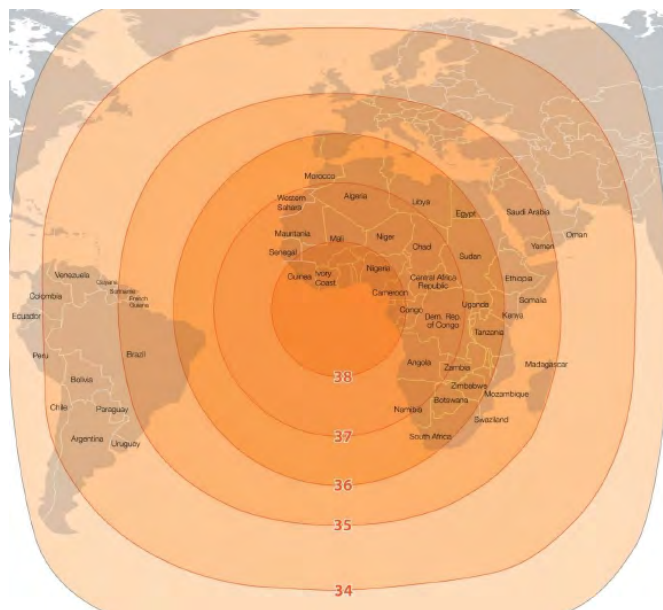 Morocco
Algeria
Libya
Egypt
Western
Sahara
Saudi Arabia
Oman
Yemen
Mauritania
Mali
Niger
Chad
Sudan
Senegal
Guinea
Ivory
Coast
Nigeria
Central Africa
Republic
Ethiopia
Somalia
Cameroon
Congo
Dem. Rep.
of Congo
Uganda
Kenya
Tanzania
Venezuela
Guyana
Suriname
French
Guiana
Colombia
Ecuador
Peru
Brazil
Bolivia
Chile
Paraguay
Argentina
Uruguay
Angola
Zambia
Madagascar
Zimbabwe
Mozambique
Botswana
Namibia
Swaziland
South Africa
38
37
36
35
34